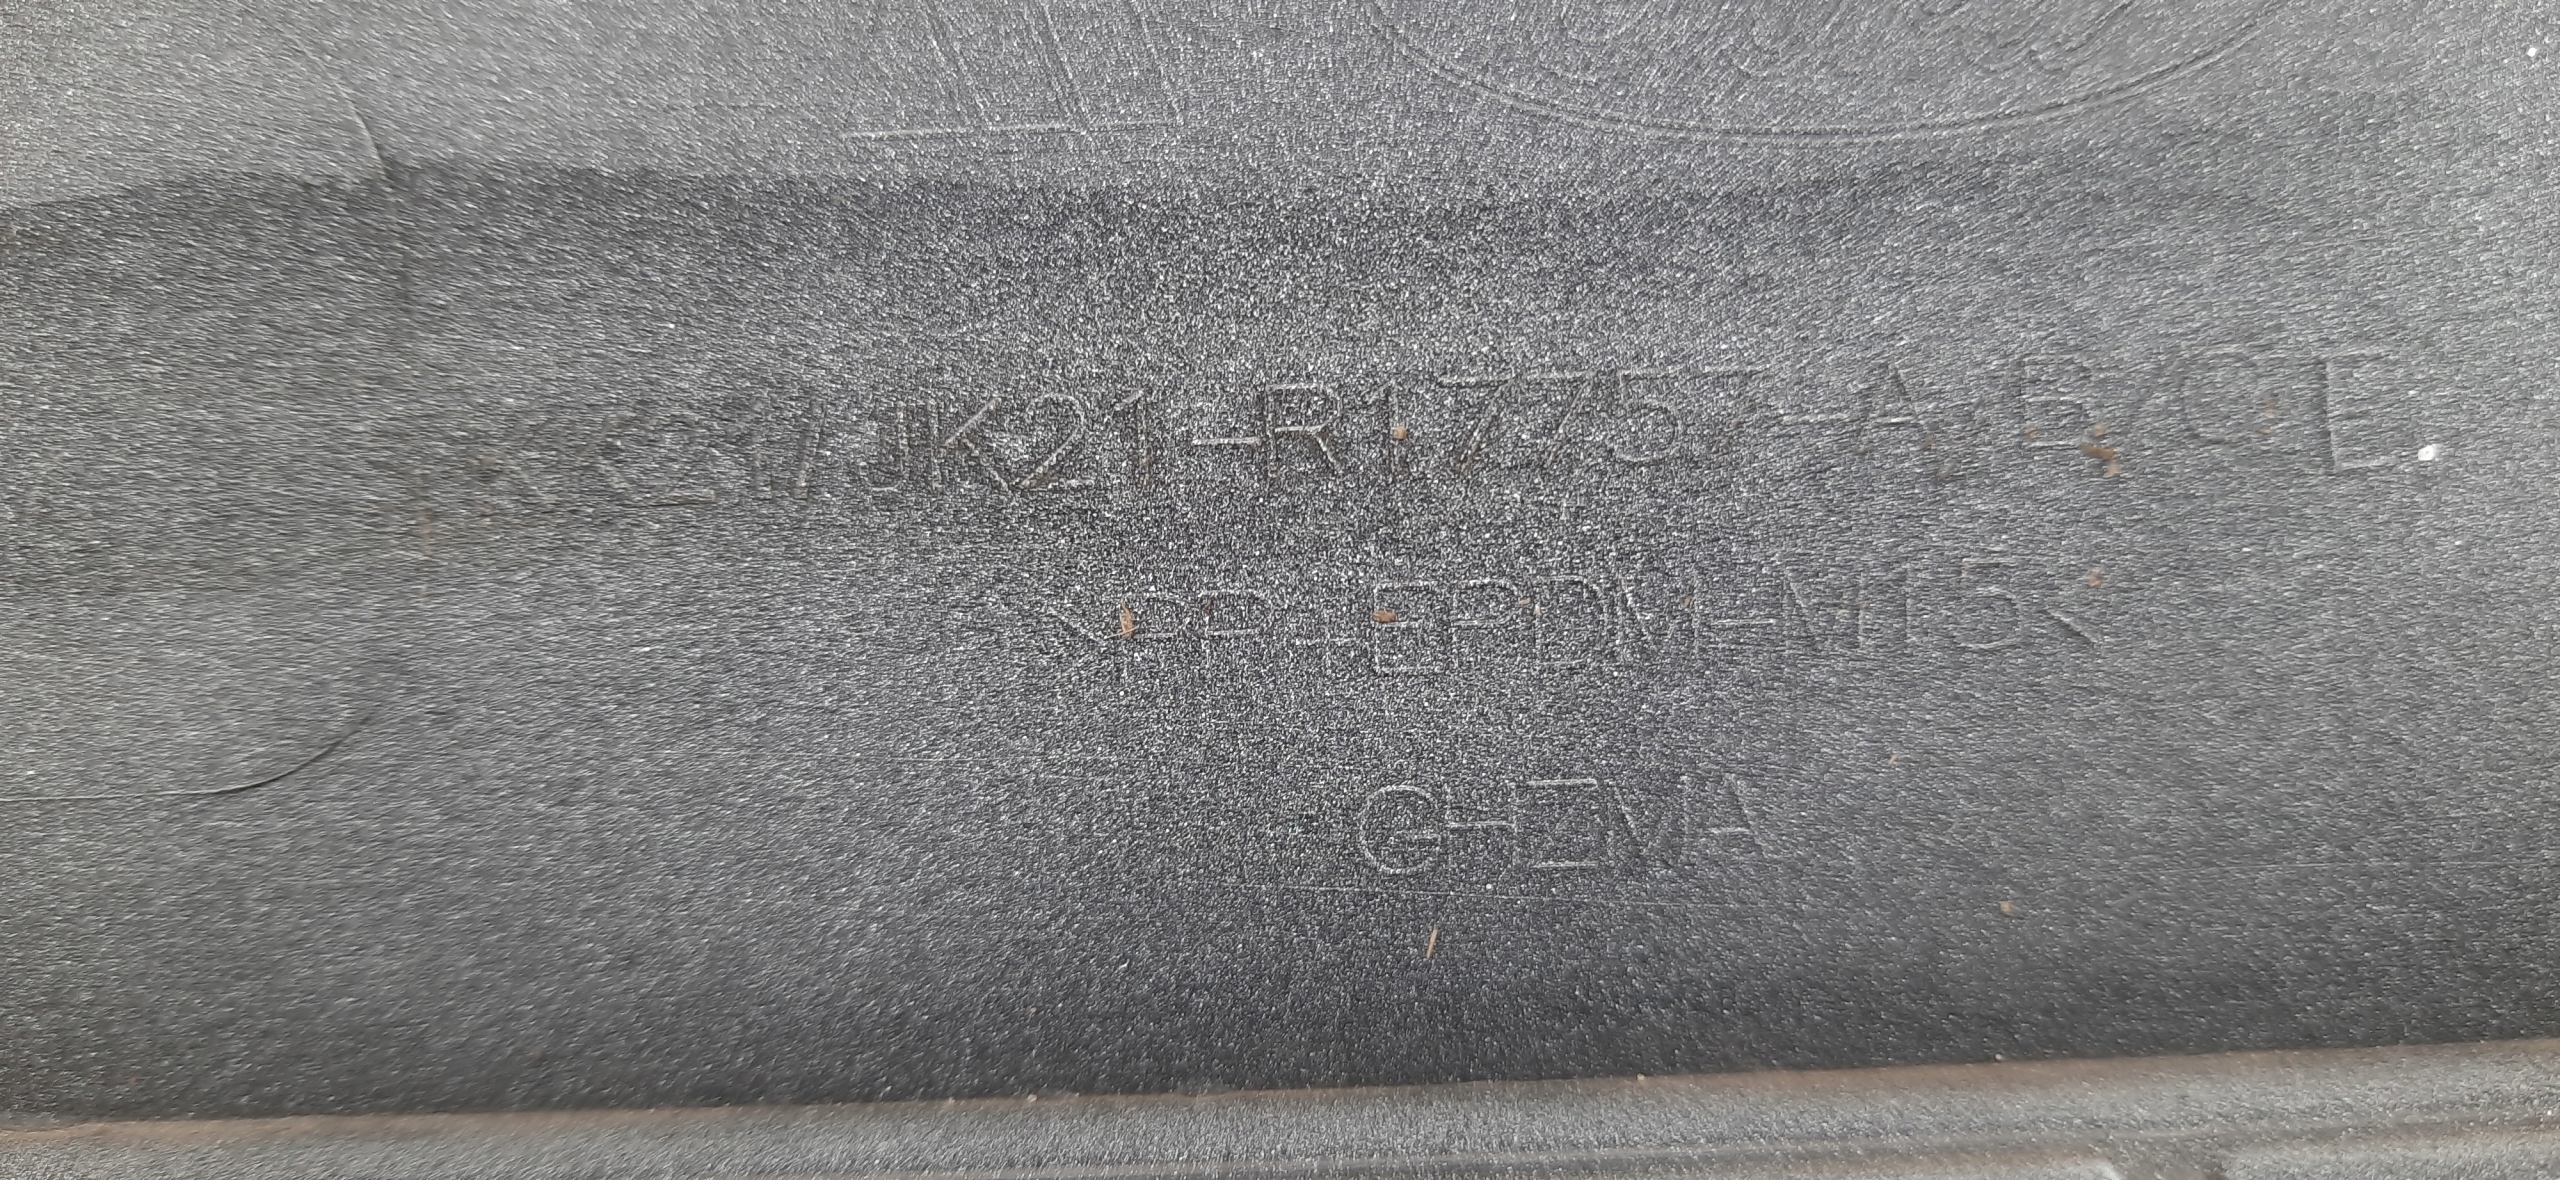 KK21/JK21-R17757-A, B, C, E
>PP+EPDM-M15<
GHZMA